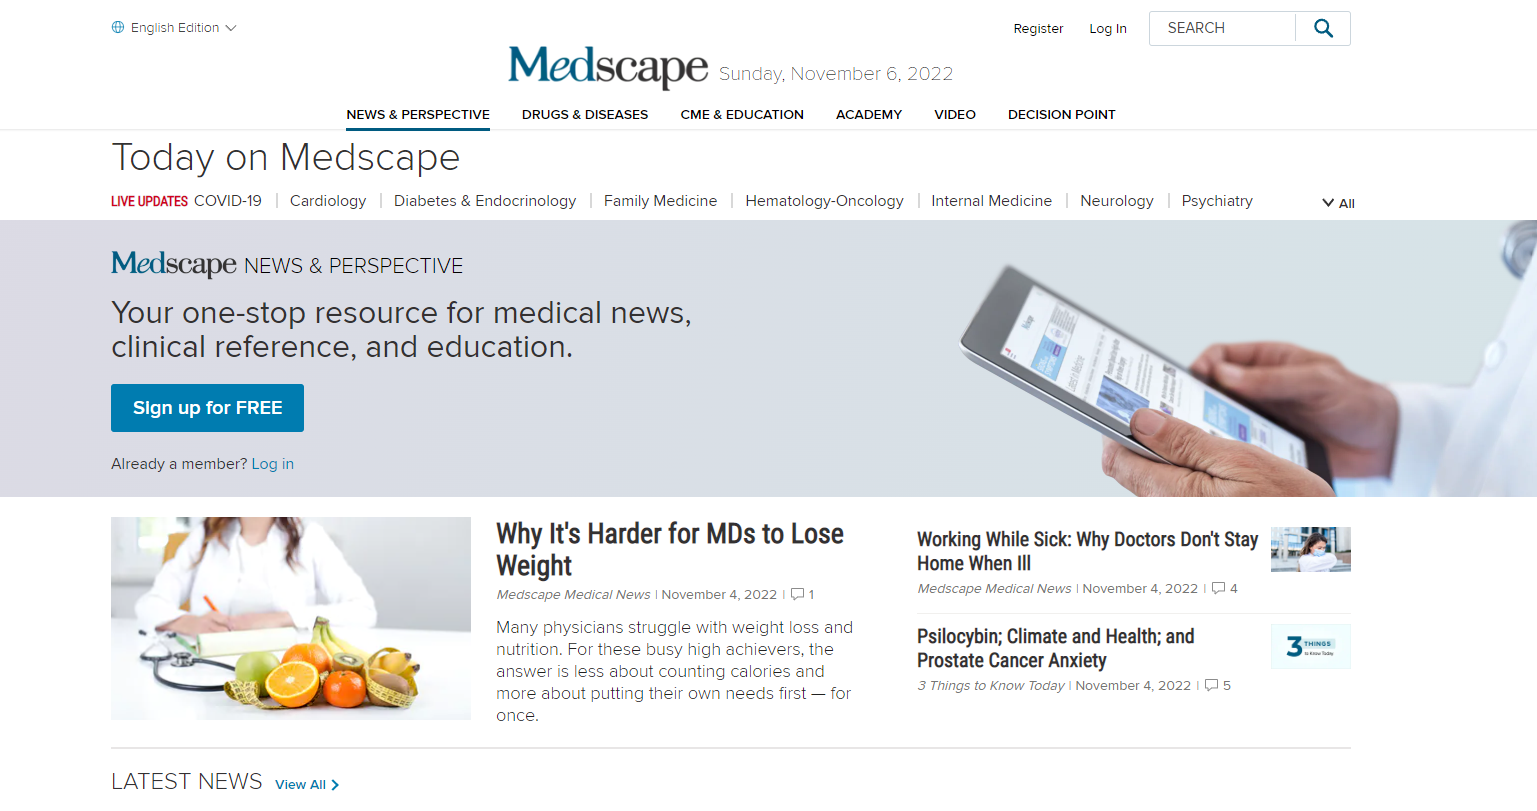 English Edition
Register
Log In
SEARCH
Medscape
Sunday, November 6, 2022
NEWS & PERSPECTIVE
DRUGS & DISEASES
CME & EDUCATION
ACADEMY
VIDEO
DECISION POINT
Today on Medscape
LIVE UPDATES COVID-19
Cardiology
Diabetes & Endocrinology
Family Medicine
Hematology-Oncology
Internal Medicine
Neurology
Psychiatry
All
Medscape NEWS & PERSPECTIVE
Your one-stop resource for medical news,
clinical reference, and education.
Sign up for FREE
Already a member? Log in
Why It's Harder for MDs to Lose
Weight
Medscape Medical News | November 4, 2022 | 1
Many physicians struggle with weight loss and
nutrition. For these busy high achievers, the
answer is less about counting calories and
more about putting their own needs first — for
once.
Working While Sick: Why Doctors Don't Stay
Home When Ill
Medscape Medical News | November 4, 2022 | 4
Psilocybin; Climate and Health; and
Prostate Cancer Anxiety
3 Things to Know Today | November 4, 2022 | 5
3 THINGS
to Know Today
LATEST NEWS View All